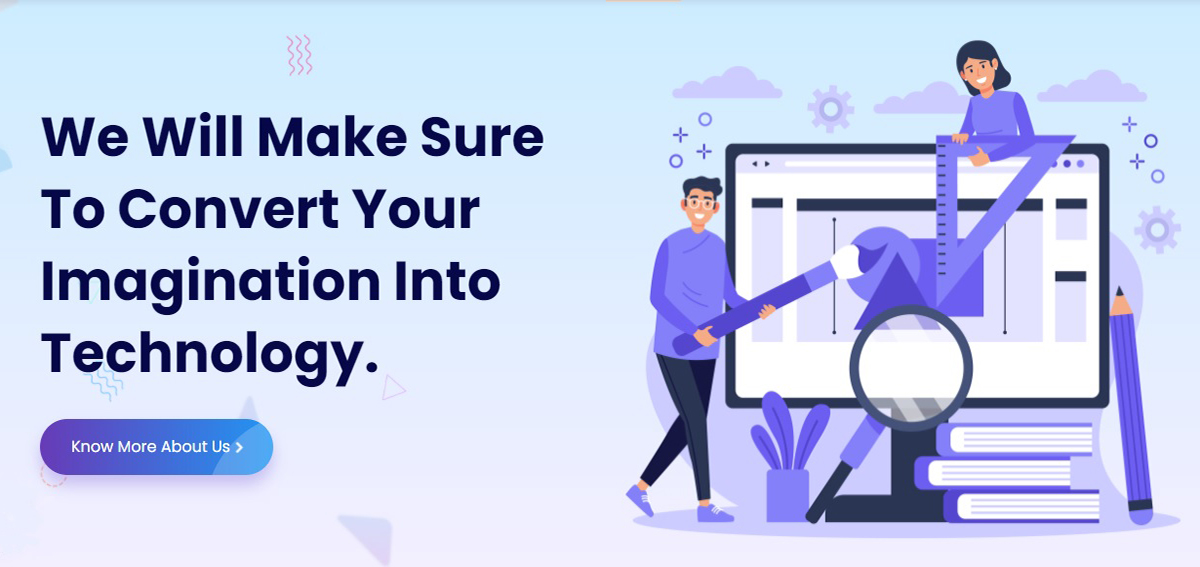 We Will Make Sure
To Convert Your
Imagination Into
Technology.
Know More About Us